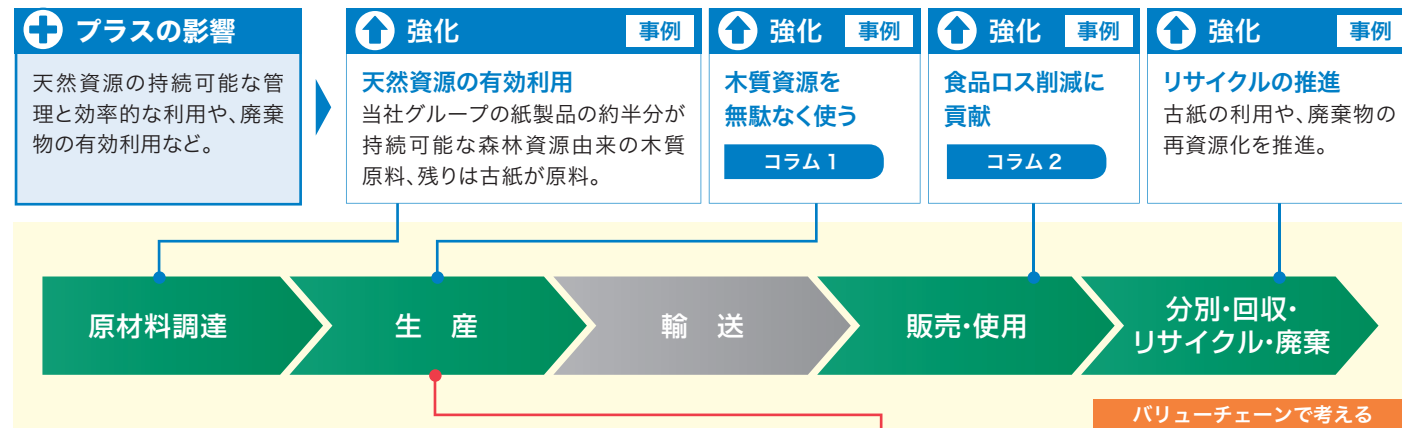 プラスの影響
天然資源の持続可能な管
理と効率的な利用や、廃棄
物の有効利用など。
強化 事例
天然資源の有効利用
当社グループの紙製品の約半分が
持続可能な森林資源由来の木質
原料、残りは古紙が原料。
強化 事例
木質資源を
無駄なく使う
コラム 1
強化 事例
食品ロス削減に
貢献
コラム 2
強化 事例
リサイクルの推進
古紙の利用や、廃棄物の
再資源化を推進。
原材料調達
生 産
輸 送
販売・使用
分別・回収・
リサイクル・廃棄
バリューチェーンで考える